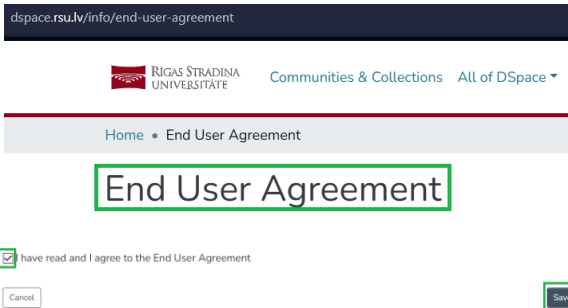 dspace.rsu.lv/info/end-user-agreement
RĪGAS STRADIŅA
UNIVERSITĀTE
Communities & Collections All of DSpace
Home • End User Agreement
End User Agreement
I have read and I agree to the End User Agreement
Cancel
Sav